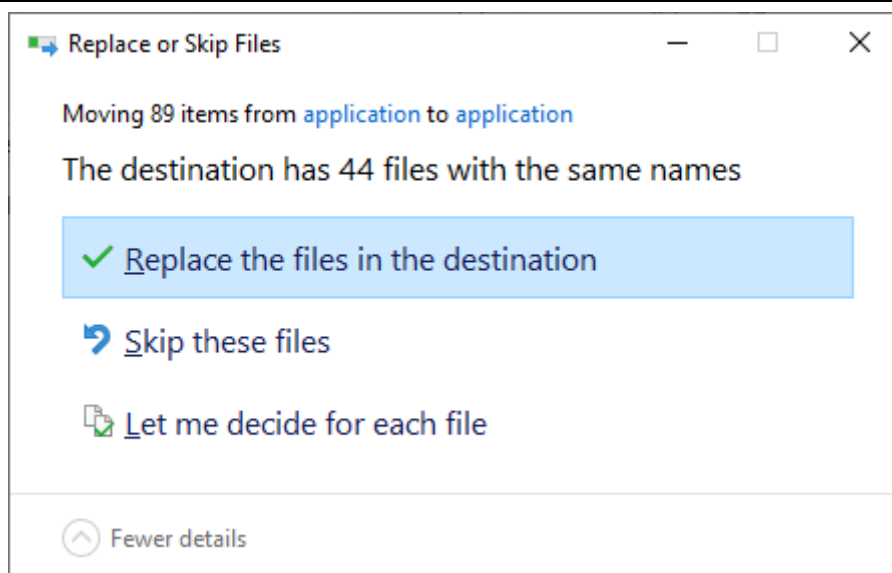 Replace or Skip Files
Moving 89 items from application to application
The destination has 44 files with the same names
Replace the files in the destination
Skip these files
Let me decide for each file
Fewer details